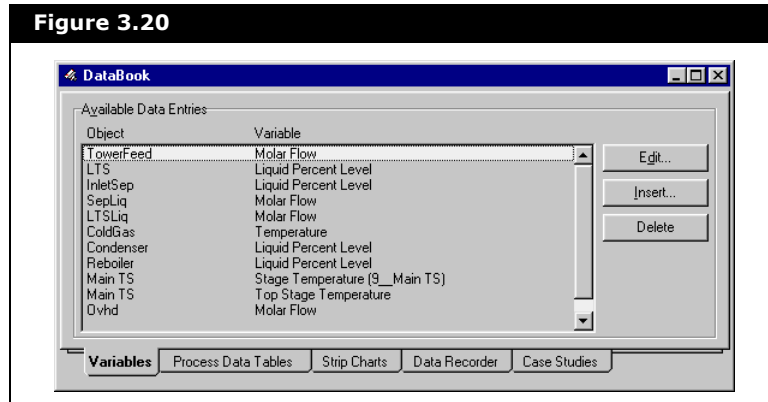 Figure 3.20
DataBook
Available Data Entries
Object Variable
TowerFeed Molar Flow
LTS Liquid Percent Level
InletSep Liquid Percent Level
SepLiq Molar Flow
LTSLiq Molar Flow
ColdGas Temperature
Condenser Liquid Percent Level
Reboiler Liquid Percent Level
Main TS Stage Temperature (9__Main TS)
Main TS Top Stage Temperature
Ovhd Molar Flow
Edit...
Insert...
Delete
Variables Process Data Tables Strip Charts Data Recorder Case Studies